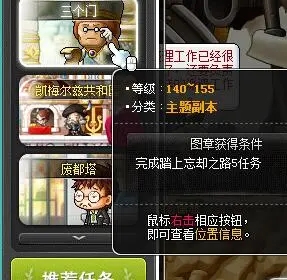 三个门
凯梅尔兹共和国
废都塔
推荐任务
· 等级: 140~155
· 分类: 主题副本
图章获得条件
完成踏上忘却之路5任务
鼠标右击相应按钮,
即可查看位置信息。
理工作已经很